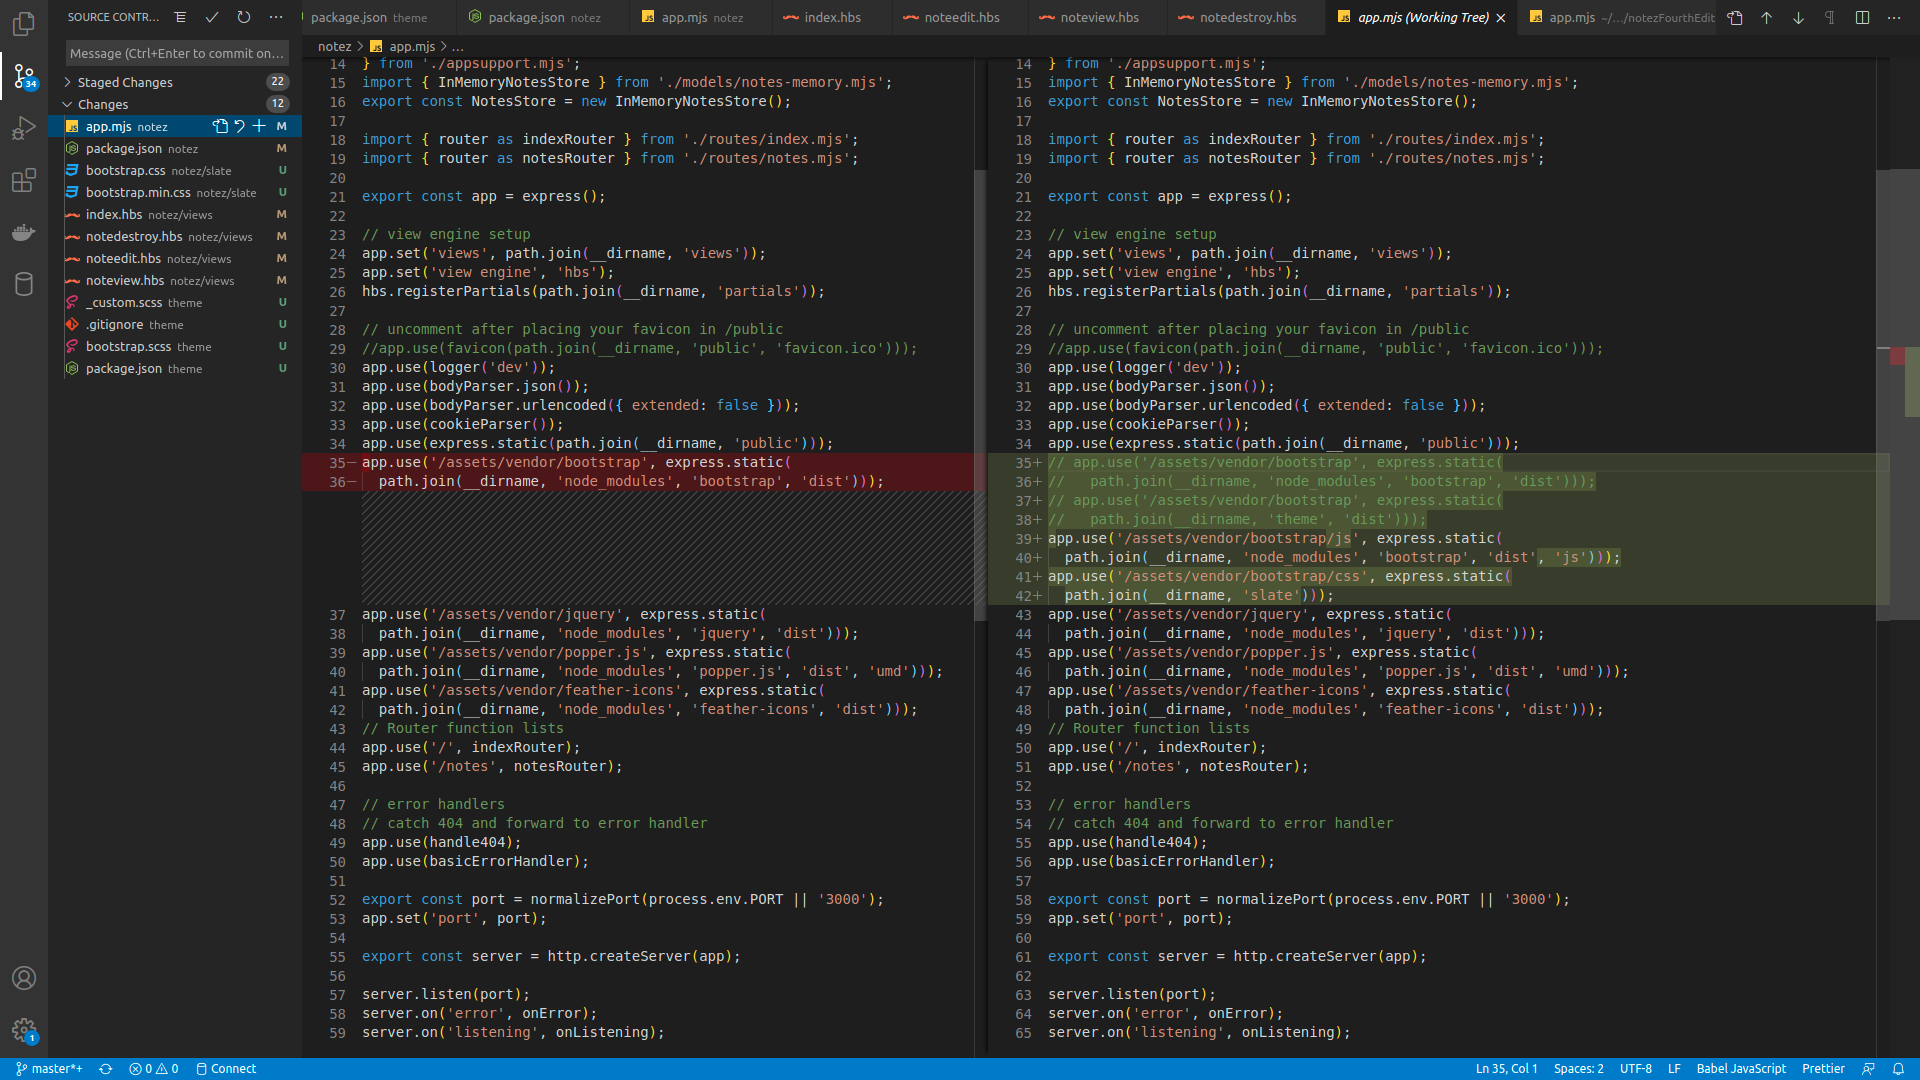 SOURCE CONTR...
Message (Ctrl+Enter to commit on...
Staged Changes 22
Changes 12
app.mjs notez M
package.json notez M
bootstrap.css notez/slate U
bootstrap.min.css notez/slate U
index.hbs notez/views M
notedestroy.hbs notez/views M
noteedit.hbs notez/views M
noteview.hbs notez/views M
_custom.scss theme U
.gitignore theme U
bootstrap.scss theme U
package.json theme U
34
1
package.json theme
package.json notez
app.mjs notez
index.hbs
noteedit.hbs
noteview.hbs
notedestroy.hbs
app.mjs (Working Tree)
app.mjs ~/.../notezFourthEdit
notez > app.mjs > ...
14 } from './appsupport.mjs';
15 import { InMemoryNotesStore } from './models/notes-memory.mjs';
16 export const NotesStore = new InMemoryNotesStore();
17
18 import { router as indexRouter } from './routes/index.mjs';
19 import { router as notesRouter } from './routes/notes.mjs';
20
21 export const app = express();
22
23 // view engine setup
24 app.set('views', path.join(__dirname, 'views'));
25 app.set('view engine', 'hbs');
26 hbs.registerPartials(path.join(__dirname, 'partials'));
27
28 // uncomment after placing your favicon in /public
29 //app.use(favicon(path.join(__dirname, 'public', 'favicon.ico')));
30 app.use(logger('dev'));
31 app.use(bodyParser.json());
32 app.use(bodyParser.urlencoded({ extended: false }));
33 app.use(cookieParser());
34 app.use(express.static(path.join(__dirname, 'public')));
35− app.use('/assets/vendor/bootstrap', express.static(
36− path.join(__dirname, 'node_modules', 'bootstrap', 'dist')));
37 app.use('/assets/vendor/jquery', express.static(
38 path.join(__dirname, 'node_modules', 'jquery', 'dist')));
39 app.use('/assets/vendor/popper.js', express.static(
40 path.join(__dirname, 'node_modules', 'popper.js', 'dist', 'umd')));
41 app.use('/assets/vendor/feather-icons', express.static(
42 path.join(__dirname, 'node_modules', 'feather-icons', 'dist')));
43 // Router function lists
44 app.use('/', indexRouter);
45 app.use('/notes', notesRouter);
46
47 // error handlers
48 // catch 404 and forward to error handler
49 app.use(handle404);
50 app.use(basicErrorHandler);
51
52 export const port = normalizePort(process.env.PORT || '3000');
53 app.set('port', port);
54
55 export const server = http.createServer(app);
56
57 server.listen(port);
58 server.on('error', onError);
59 server.on('listening', onListening);
14 } from './appsupport.mjs';
15 import { InMemoryNotesStore } from './models/notes-memory.mjs';
16 export const NotesStore = new InMemoryNotesStore();
17
18 import { router as indexRouter } from './routes/index.mjs';
19 import { router as notesRouter } from './routes/notes.mjs';
20
21 export const app = express();
22
23 // view engine setup
24 app.set('views', path.join(__dirname, 'views'));
25 app.set('view engine', 'hbs');
26 hbs.registerPartials(path.join(__dirname, 'partials'));
27
28 // uncomment after placing your favicon in /public
29 //app.use(favicon(path.join(__dirname, 'public', 'favicon.ico')));
30 app.use(logger('dev'));
31 app.use(bodyParser.json());
32 app.use(bodyParser.urlencoded({ extended: false }));
33 app.use(cookieParser());
34 app.use(express.static(path.join(__dirname, 'public')));
35+ // app.use('/assets/vendor/bootstrap', express.static(
36+ // path.join(__dirname, 'node_modules', 'bootstrap', 'dist')));
37+ // app.use('/assets/vendor/bootstrap', express.static(
38+ // path.join(__dirname, 'theme', 'dist')));
39+ app.use('/assets/vendor/bootstrap/js', express.static(
40+ path.join(__dirname, 'node_modules', 'bootstrap', 'dist', 'js')));
41+ app.use('/assets/vendor/bootstrap/css', express.static(
42+ path.join(__dirname, 'slate')));
43 app.use('/assets/vendor/jquery', express.static(
44 path.join(__dirname, 'node_modules', 'jquery', 'dist')));
45 app.use('/assets/vendor/popper.js', express.static(
46 path.join(__dirname, 'node_modules', 'popper.js', 'dist', 'umd')));
47 app.use('/assets/vendor/feather-icons', express.static(
48 path.join(__dirname, 'node_modules', 'feather-icons', 'dist')));
49 // Router function lists
50 app.use('/', indexRouter);
51 app.use('/notes', notesRouter);
52
53 // error handlers
54 // catch 404 and forward to error handler
55 app.use(handle404);
56 app.use(basicErrorHandler);
57
58 export const port = normalizePort(process.env.PORT || '3000');
59 app.set('port', port);
60
61 export const server = http.createServer(app);
62
63 server.listen(port);
64 server.on('error', onError);
65 server.on('listening', onListening);
master*+ 0 0 Connect
Ln 35, Col 1 Spaces: 2 UTF-8 LF Babel JavaScript Prettier